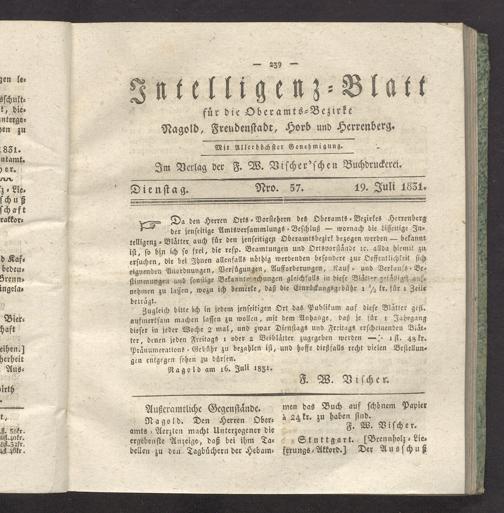 — 239 —
Intelligenz-Blatt
für die Oberamts-Bezirke
Nagold, Freudenstadt, Horb und Herrenberg.
Mit Allerhöchster Genehmigung.
Im Verlag der F. W. Vischer'schen Buchdruckerei.
Dienstag. Nro. 57. 19. Juli 1831.
Da den Herren Orts-Vorstehern des Oberamts-Bezirkes Herrenberg
der jenseitige Amtsversammlungs-Beschluß — wornach die disseitige In-
telligenz-Blätter auch für den jenseitigen Oberamtsbezirk bezogen werden — bekannt
ist, so bin ich so frei, die resp. Beamtungen und Ortsvorstände ꝛc. allda hiemit zu
ersuchen, die bei Ihnen allenfalls nöthig werdenden besondere zur Oeffentlichkeit sich
eignenden Anordnungen, Verfügungen, Aufforderungen, Kauf- und Verkaufs-Be-
stimmungen und sonstige Bekanntmachungen gleichfalls in diese Blätter gefälligst auf-
nehmen zu lassen, wozu ich bemerke, daß die Einrückungsgebühr 1 1/2 kr. für 1 Zeile
beträgt.
Zugleich bitte ich in jedem jenseitigen Ort das Publikum auf diese Blätter gefl.
aufmerksam machen lassen zu wollen, mit dem Anhange, daß je für 1 Jahrgang
dieser in jeder Woche 2 mal, und zwar Dienstags und Freitags erscheinenden Blät-
ter, denen jeden Freitags 1 oder 2 Beiblätter zugegeben werden —: 1 fl. 48 kr.
Pränumerations-Gebühr zu bezahlen ist, und hoffe diesfalls recht vielen Bestellun-
gen entgegen sehen zu dürfen.
Nagold am 16. Juli 1831.
F. W. Vischer.
Außeramtliche Gegenstände.
Nagold. Den Herren Ober-
amts-Aerzten macht Unterzogener die
ergebenste Anzeige, daß bei ihm Ta-
bellen zu den Tagbüchern der Hebam-
men das Buch auf schönem Papier
à 24 kr. zu haben sind.
F. W. Vischer.
Stuttgart. [Brennholz-Lie-
ferungs-Akkord.] Der Ausschuß